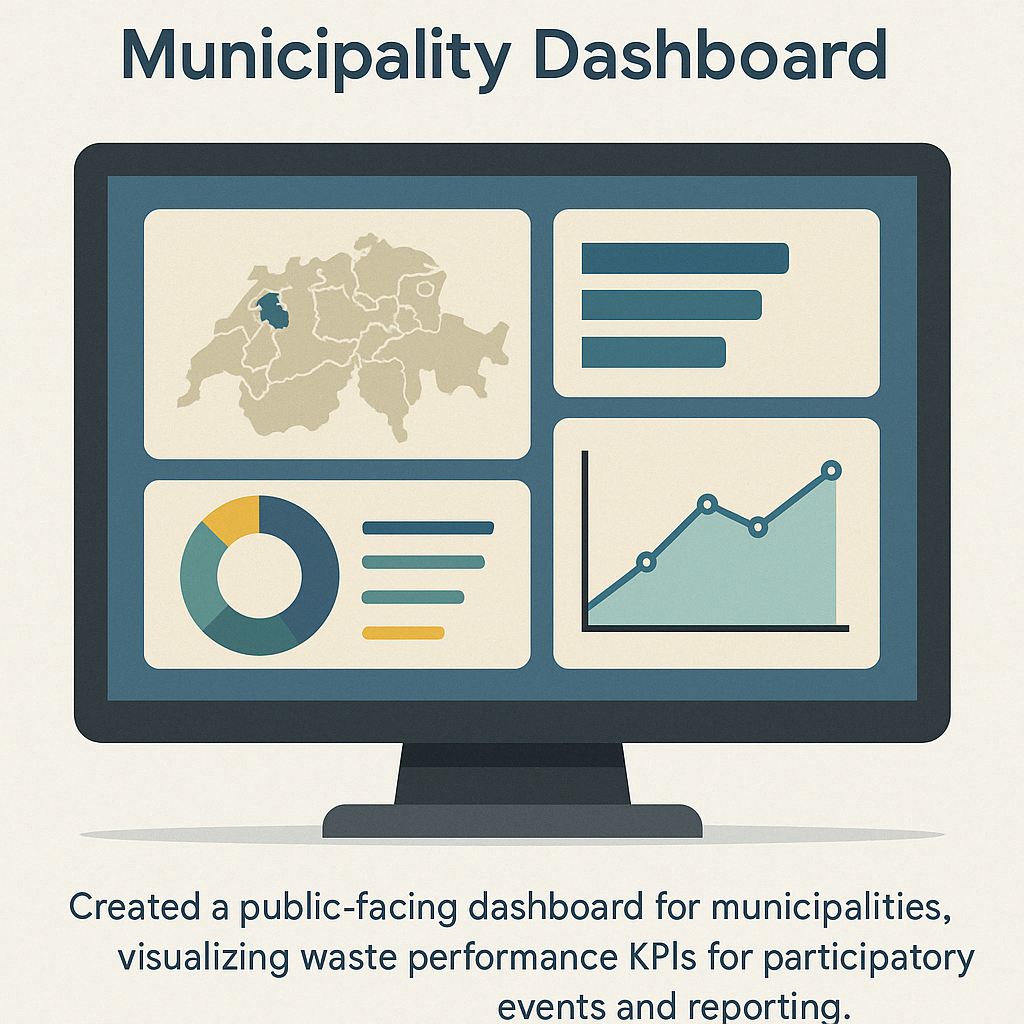 Municipality Dashboard
Created a public-facing dashboard for municipalities,
visualizing waste performance KPIs for participatory
events and reporting.